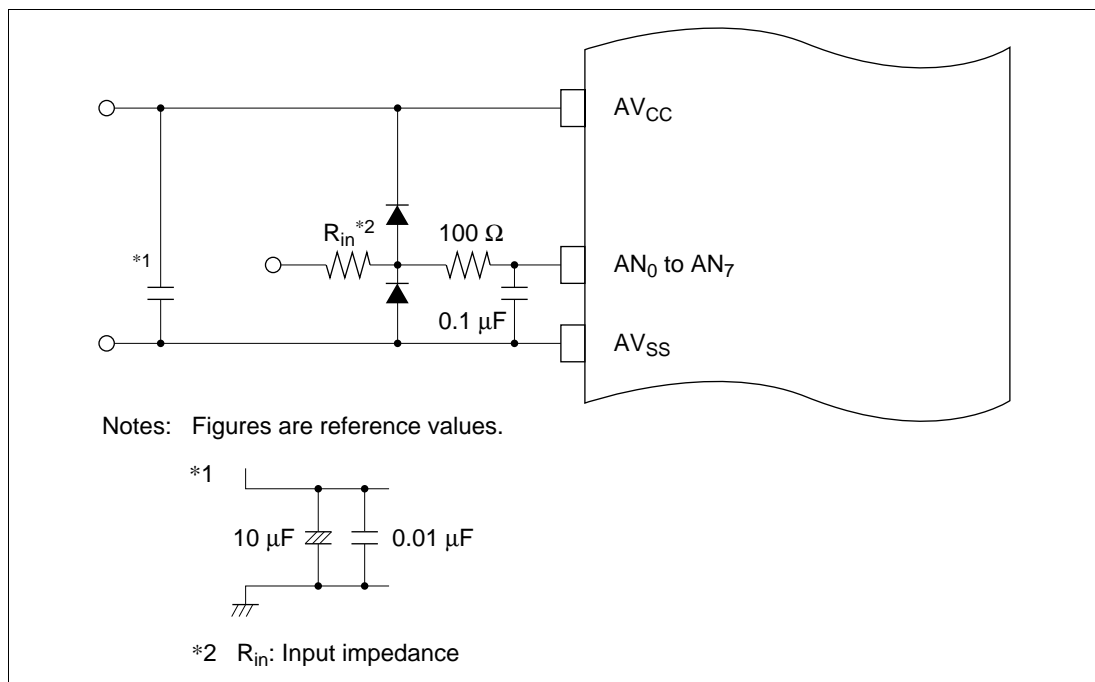 AVCC
Rin*2
100 Ω
*1
AN0 to AN7
0.1 μF
AVSS
Notes: Figures are reference values.
*1
10 μF
0.01 μF
*2 Rin: Input impedance